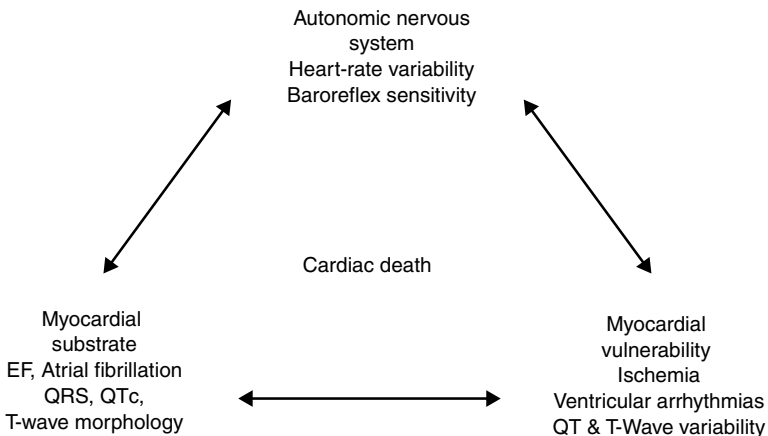 Autonomic nervous
system
Heart-rate variability
Baroreflex sensitivity
Cardiac death
Myocardial
substrate
EF, Atrial fibrillation
QRS, QTc,
T-wave morphology
Myocardial
vulnerability
Ischemia
Ventricular arrhythmias
QT & T-Wave variability